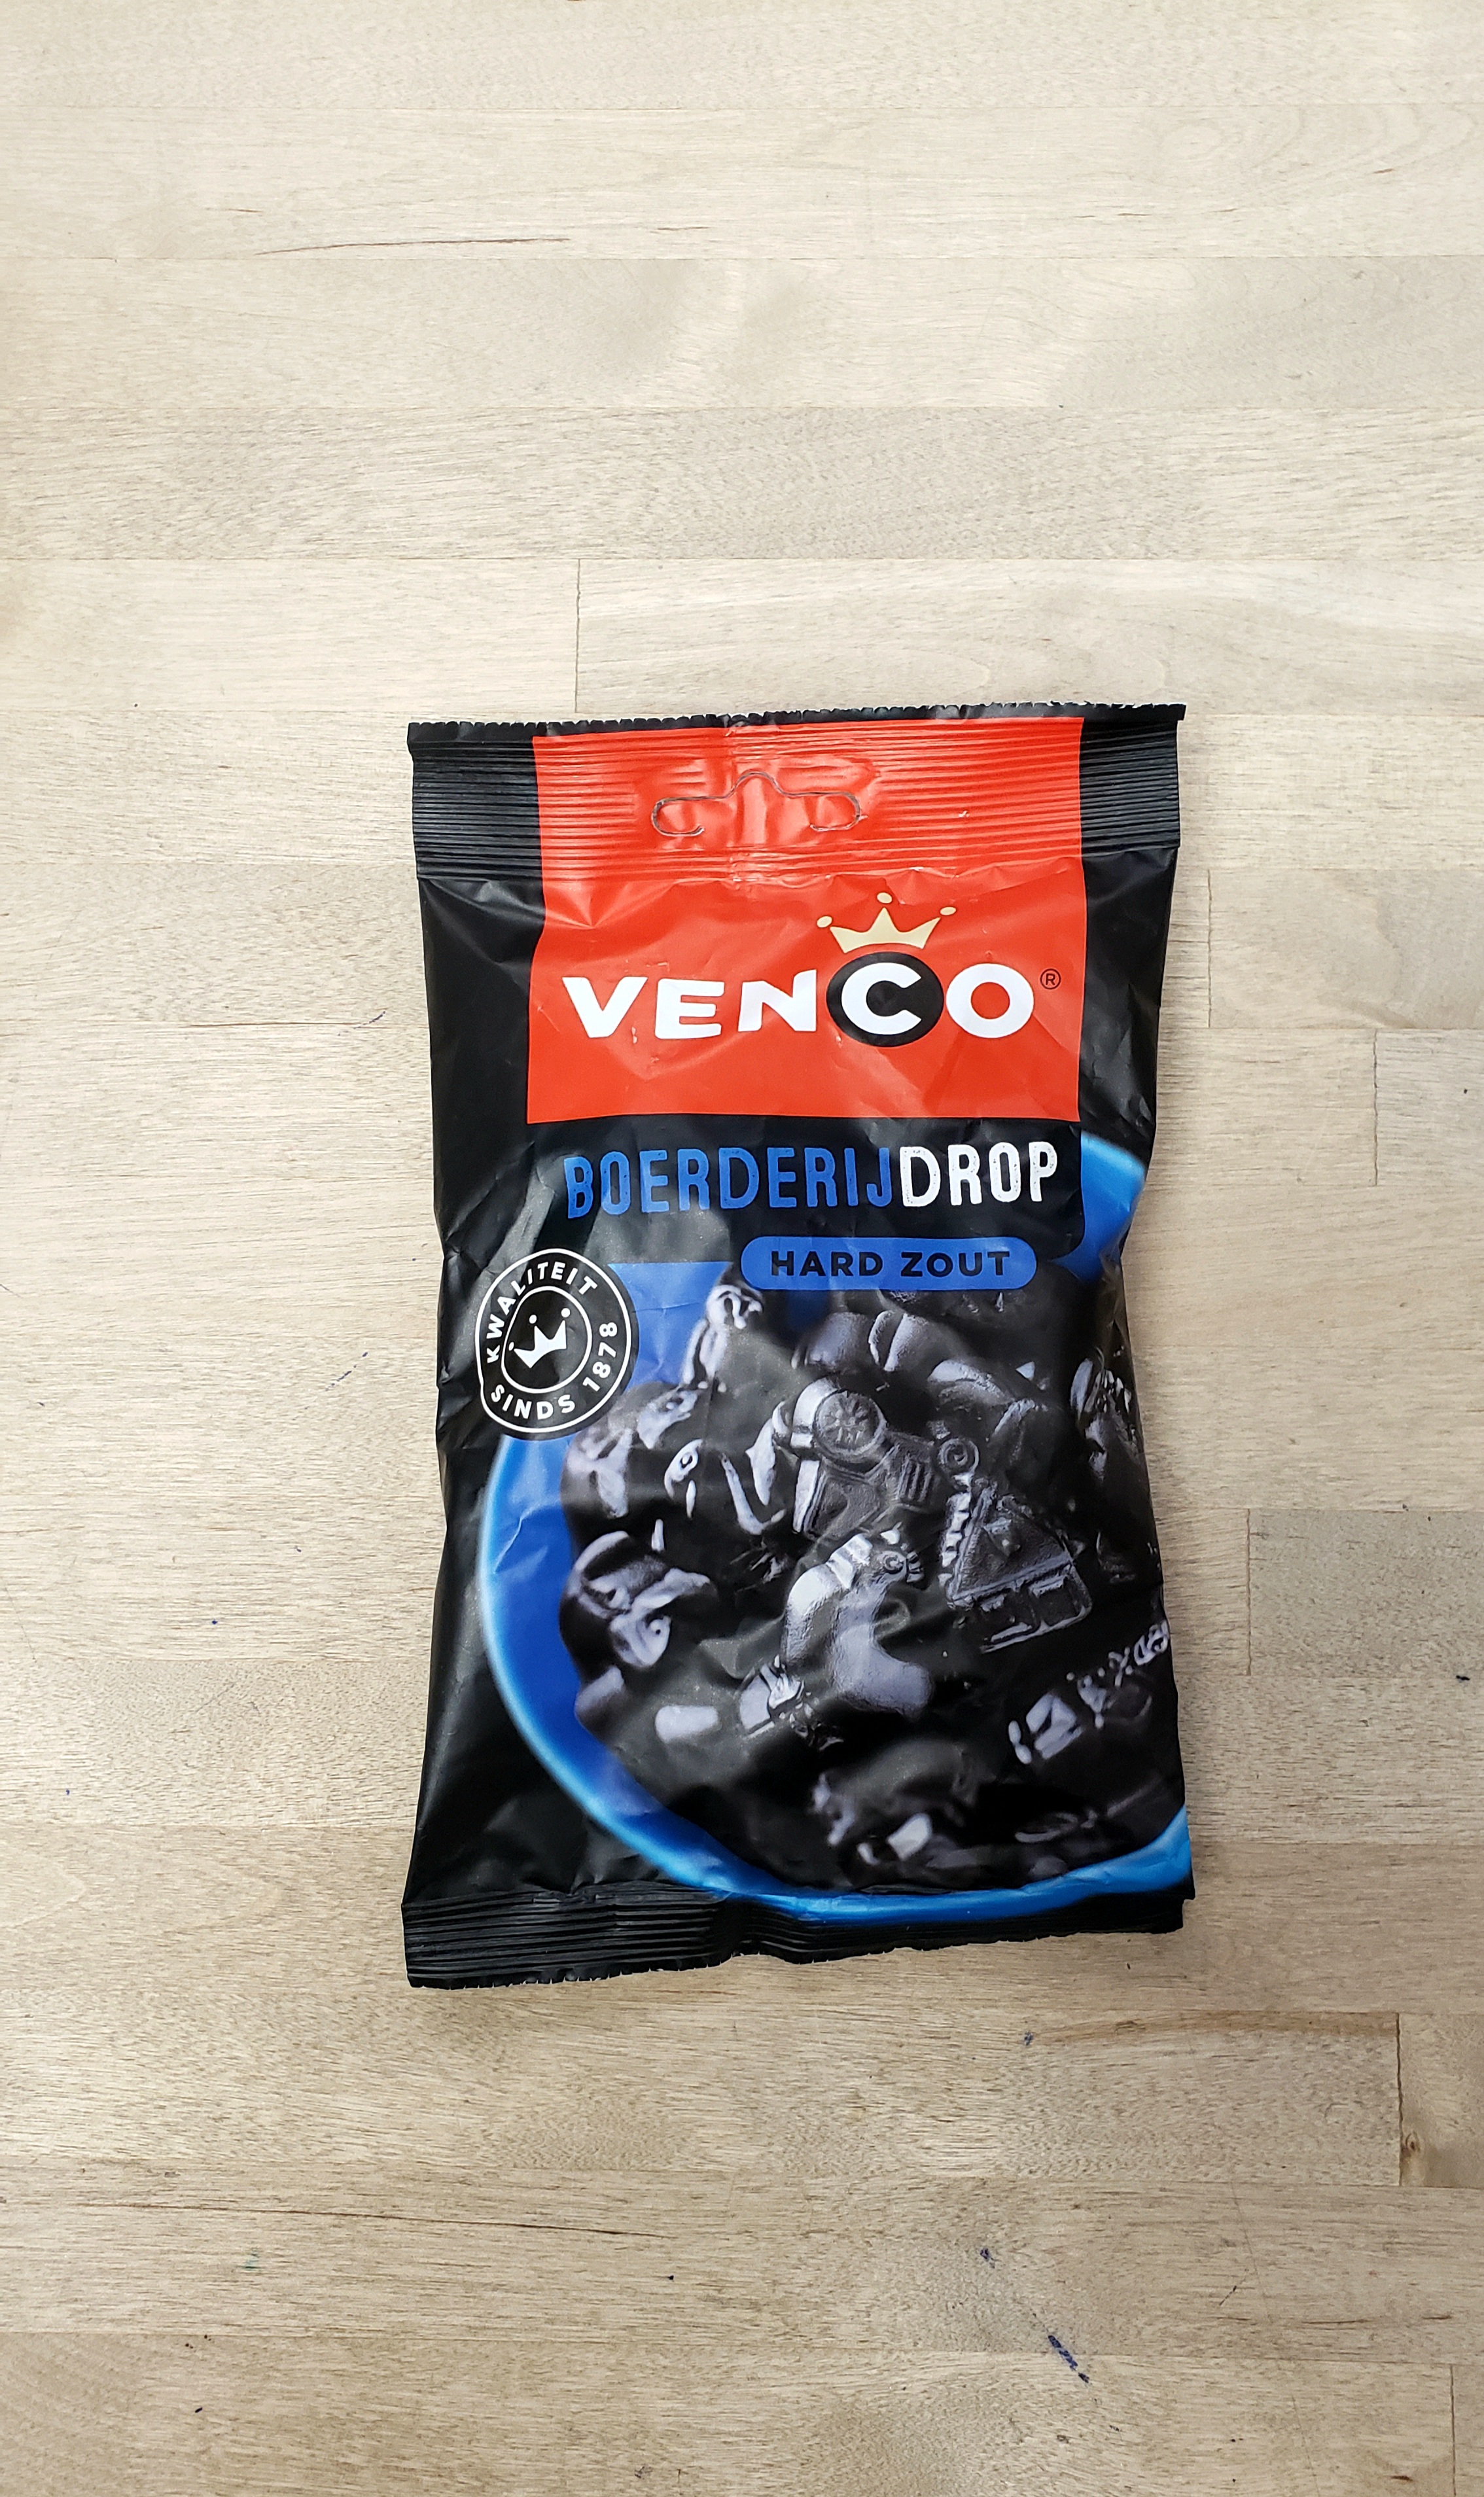 VENCO®
BOERDERIJDROP
HARD ZOUT
KWALITEIT
SINDS 1878